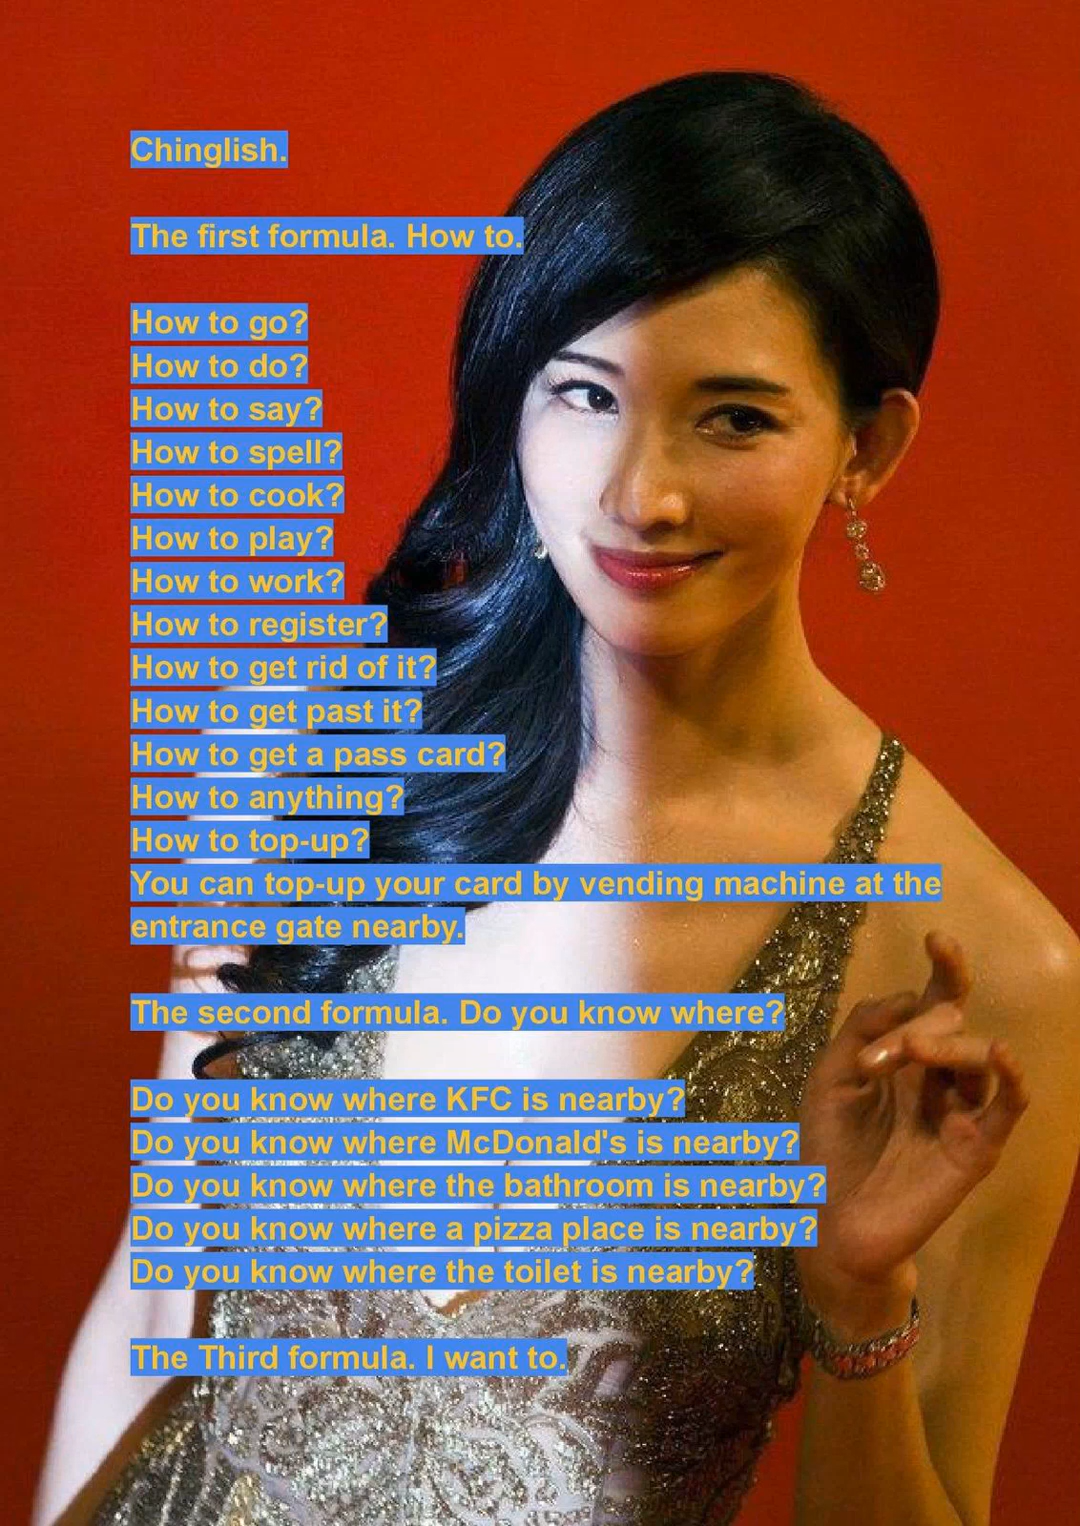 Chinglish.
The first formula. How to.
How to go?
How to do?
How to say?
How to spell?
How to cook?
How to play?
How to work?
How to register?
How to get rid of it?
How to get past it?
How to get a pass card?
How to anything?
How to top-up?
You can top-up your card by vending machine at the
entrance gate nearby.
The second formula. Do you know where?
Do you know where KFC is nearby?
Do you know where McDonald's is nearby?
Do you know where the bathroom is nearby?
Do you know where a pizza place is nearby?
Do you know where the toilet is nearby?
The Third formula. I want to.